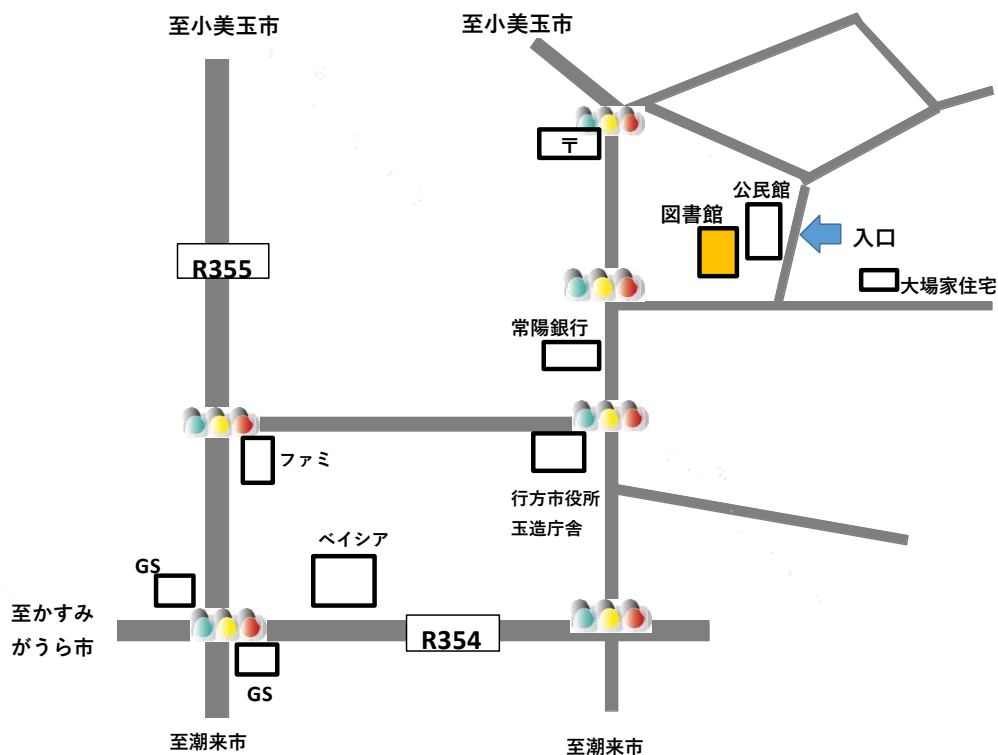 至小美玉市
至小美玉市
〒
公民館
図書館
入口
R355
大場家住宅
常陽銀行
ファミ
行方市役所
玉造庁舎
ベイシア
GS
至かすみ
がうら市
R354
GS
至潮来市
至潮来市